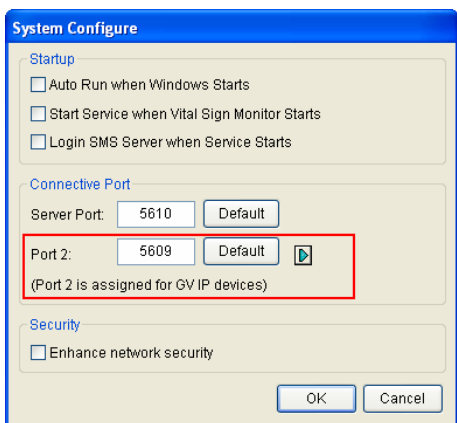 System Configure
Startup
Auto Run when Windows Starts
Start Service when Vital Sign Monitor Starts
Login SMS Server when Service Starts
Connective Port
Server Port: 5610 Default
Port 2: 5609 Default
(Port 2 is assigned for GV IP devices)
Security
Enhance network security
OK Cancel